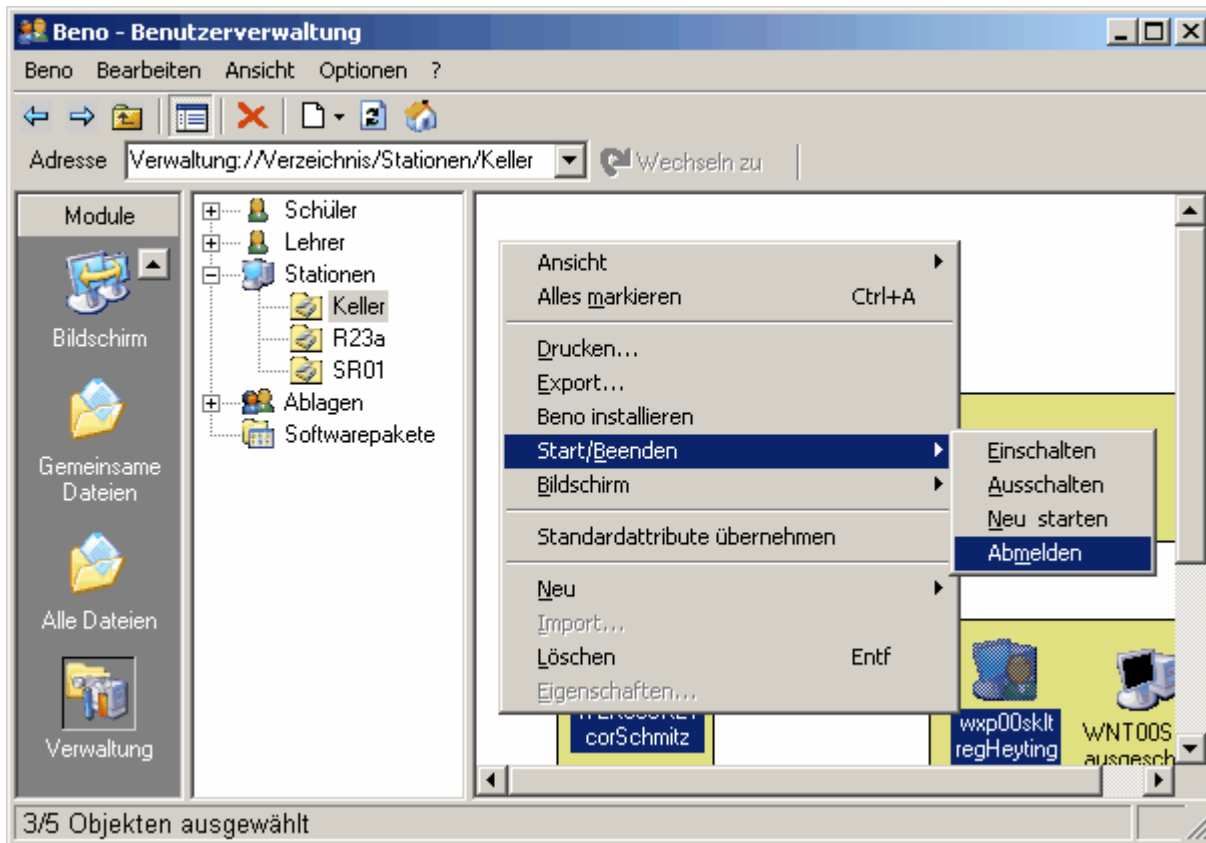 Beno - Benutzerverwaltung
Beno Bearbeiten Ansicht Optionen ?
Adresse Verwaltung://Verzeichnis/Stationen/Keller Wechseln zu
Module
Bildschirm
Gemeinsame
Dateien
Alle Dateien
Verwaltung
Schüler
Lehrer
Stationen
Keller
R23a
SR01
Ablagen
Softwarepakete
Ansicht
Alles markieren Ctrl+A
Drucken...
Export...
Beno installieren
Start/Beenden
Bildschirm
Standardattribute übernehmen
Neu
Import...
Löschen Entf
Eigenschaften...
Einschalten
Ausschalten
Neu starten
Abmelden
corSchmitz
wxp00sklt
regHeyting
WNT00S
ausgesch
3/5 Objekten ausgewählt